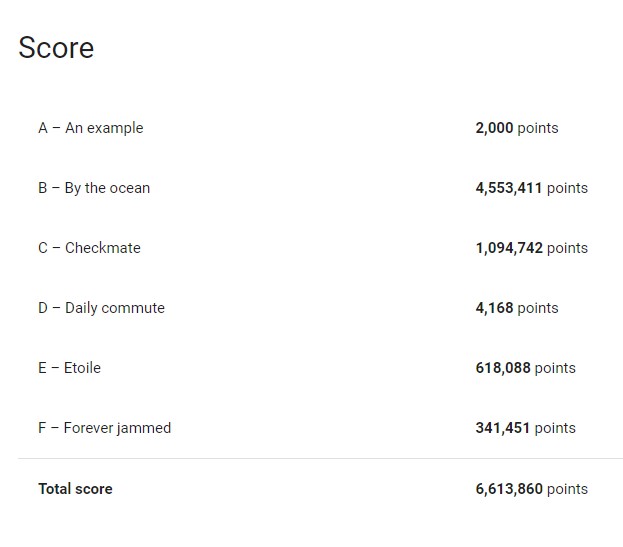 Score
A – An example 2,000 points
B – By the ocean 4,553,411 points
C – Checkmate 1,094,742 points
D – Daily commute 4,168 points
E – Etoile 618,088 points
F – Forever jammed 341,451 points
Total score 6,613,860 points